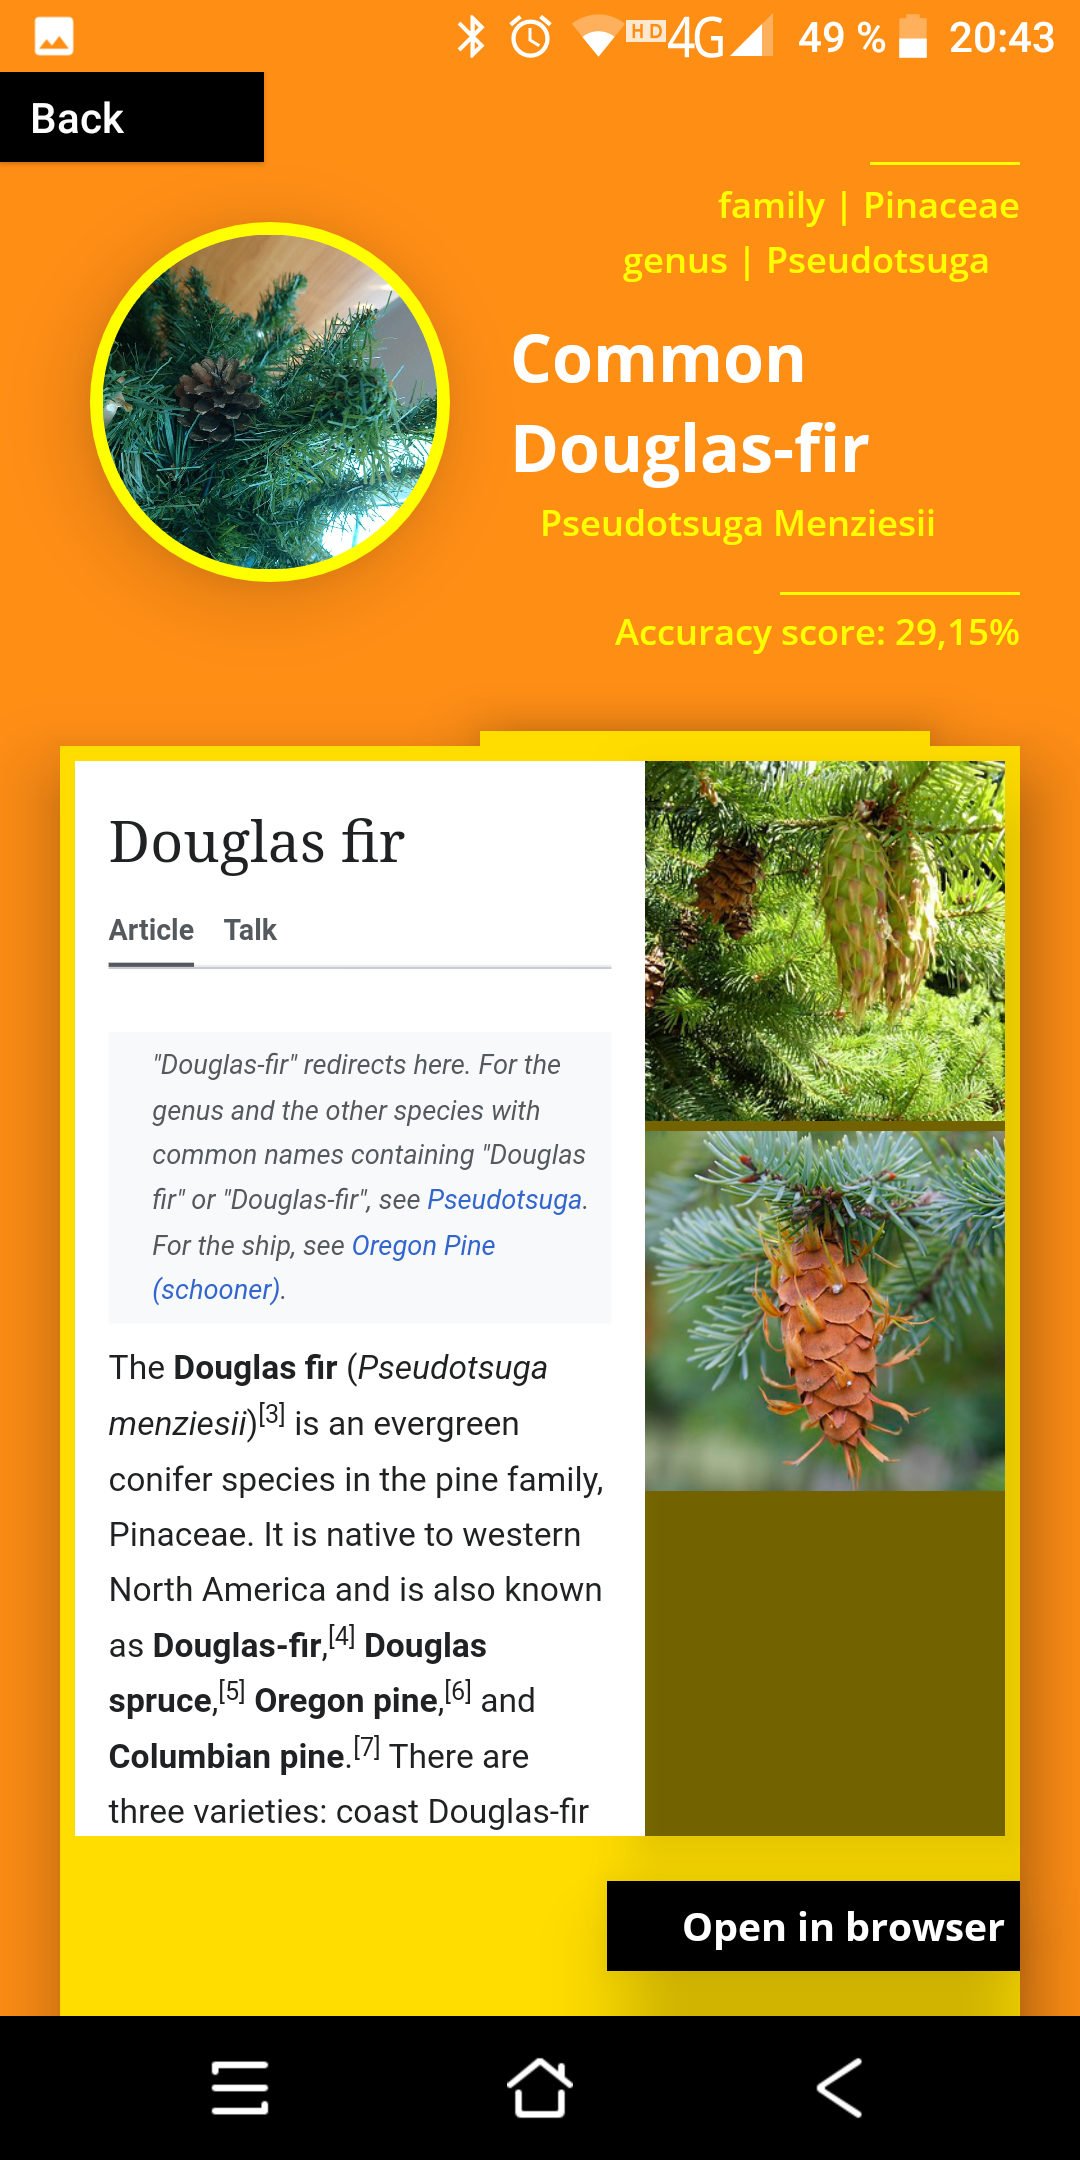 HD 4G 49 % 20:43
Back
family | Pinaceae
genus | Pseudotsuga
Common
Douglas-fir
Pseudotsuga Menziesii
Accuracy score: 29,15%
Douglas fir
Article Talk
"Douglas-fir" redirects here. For the
genus and the other species with
common names containing "Douglas
fir" or "Douglas-fir", see Pseudotsuga.
For the ship, see Oregon Pine
(schooner).
The Douglas fir (Pseudotsuga
menziesii)[3] is an evergreen
conifer species in the pine family,
Pinaceae. It is native to western
North America and is also known
as Douglas-fir,[4] Douglas
spruce,[5] Oregon pine,[6] and
Columbian pine.[7] There are
three varieties: coast Douglas-fir
Open in browser